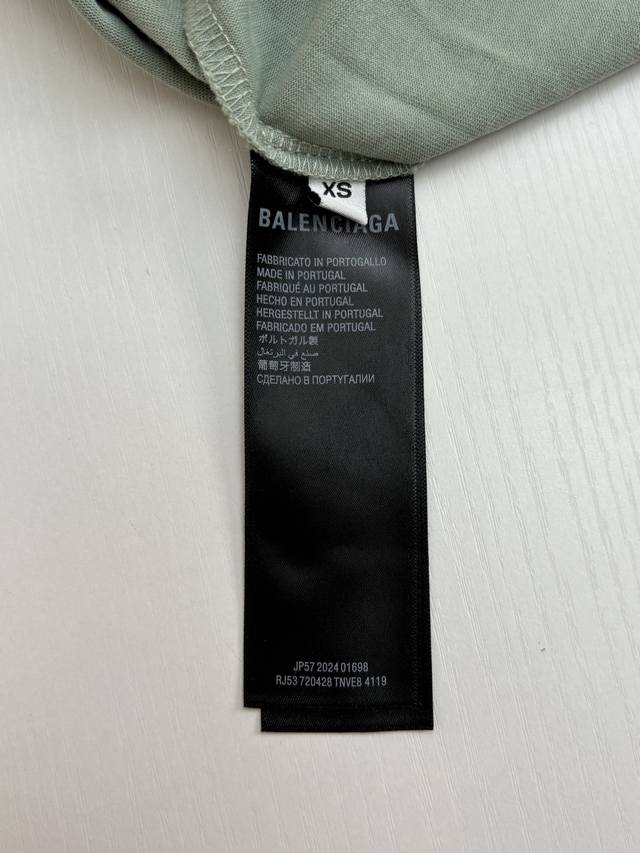 XS
BALENCIAGA
FABBRICATO IN PORTOGALLO
MADE IN PORTUGAL
FABRIQUÉ AU PORTUGAL
HECHO EN PORTUGAL
HERGESTELLT IN PORTUGAL
FABRICADO EM PORTUGAL
ポルトガル製
صنع في البرتغال
葡萄牙制造
СДЕЛАНО В ПОРТУГАЛИИ
JP57 2024 01698
RJ53 720428 TNVE8 4119